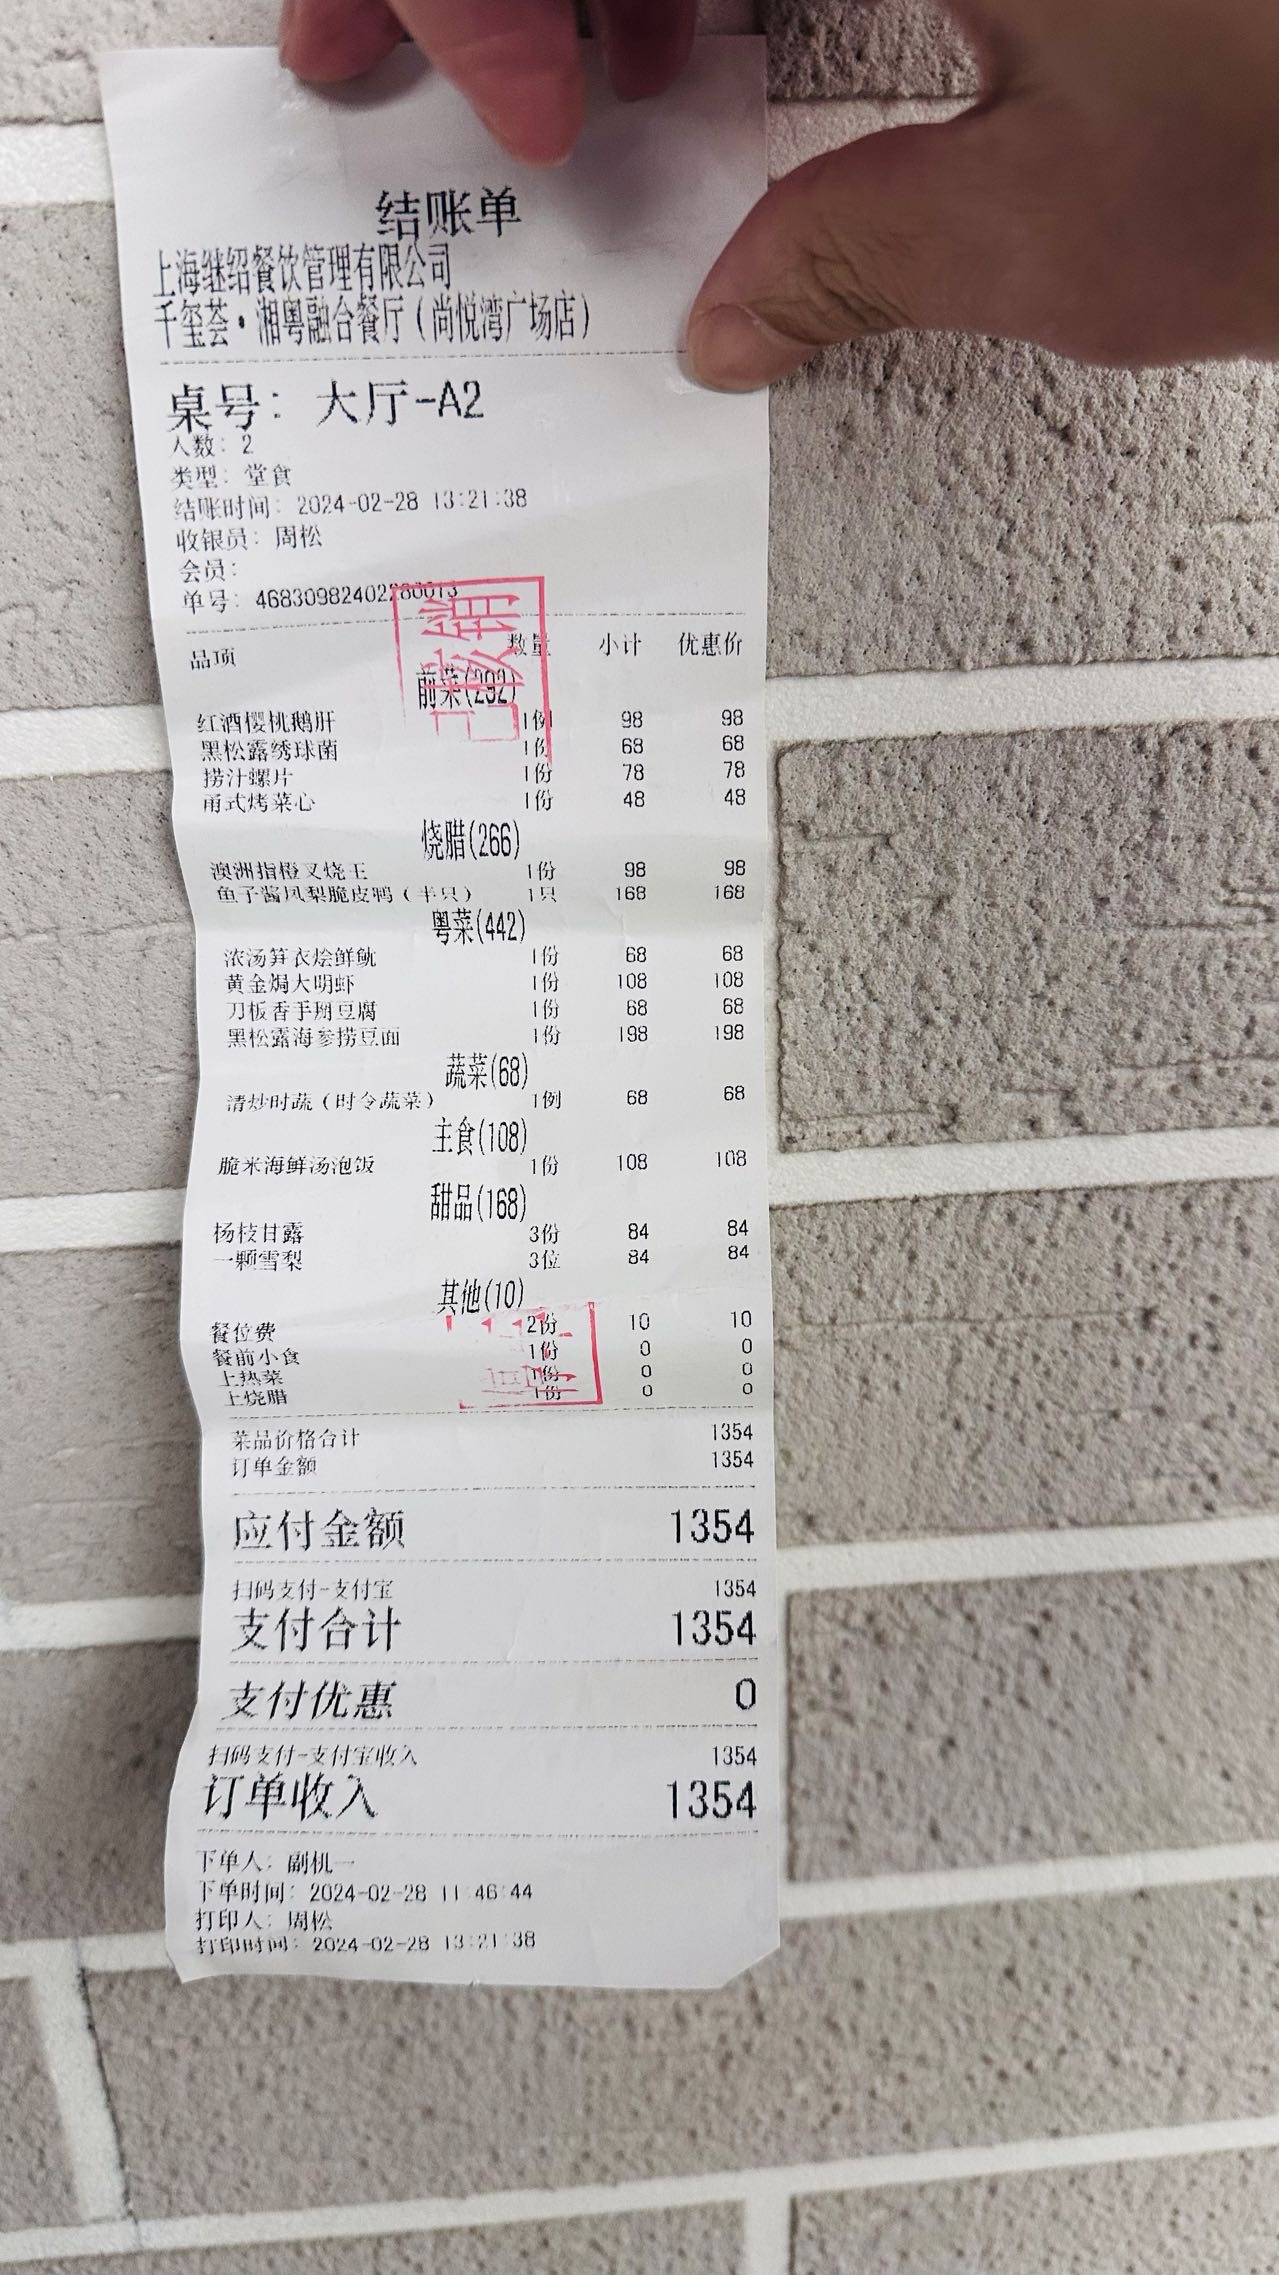 结账单
上海继绍餐饮管理有限公司
千玺荟·湘粤融合餐厅(尚悦湾广场店)
桌号: 大厅-A2
人数: 2
类型: 堂食
结账时间: 2024-02-28 13:21:38
收银员: 周松
会员:
单号: 46830982402280013
已核销
品项 数量 小计 优惠价
前菜(292)
红酒樱桃鹅肝 1例 98 98
黑松露绣球菌 1份 68 68
捞汁螺片 1份 78 78
甬式烤菜心 1份 48 48
烧腊(266)
澳洲指橙叉烧王 1份 98 98
鱼子酱凤梨脆皮鸭(半只) 1只 168 168
粤菜(442)
浓汤笋衣烩鲜鱿 1份 68 68
黄金焗大明虾 1份 108 108
刀板香手掰豆腐 1份 68 68
黑松露海参捞豆面 1份 198 198
蔬菜(68)
清炒时蔬(时令蔬菜) 1例 68 68
主食(108)
脆米海鲜汤泡饭 1份 108 108
甜品(168)
杨枝甘露 3份 84 84
一颗雪梨 3位 84 84
其他(10)
餐位费 2份 10 10
餐前小食 1份 0 0
上热菜 1份 0 0
上烧腊 1份 0 0
菜品价格合计 1354
订单金额 1354
应付金额 1354
扫码支付-支付宝 1354
支付合计 1354
支付优惠 0
扫码支付-支付宝收入 1354
订单收入 1354
下单人: 副机一
下单时间: 2024-02-28 11:46:44
打印人: 周松
打印时间: 2024-02-28 13:21:38